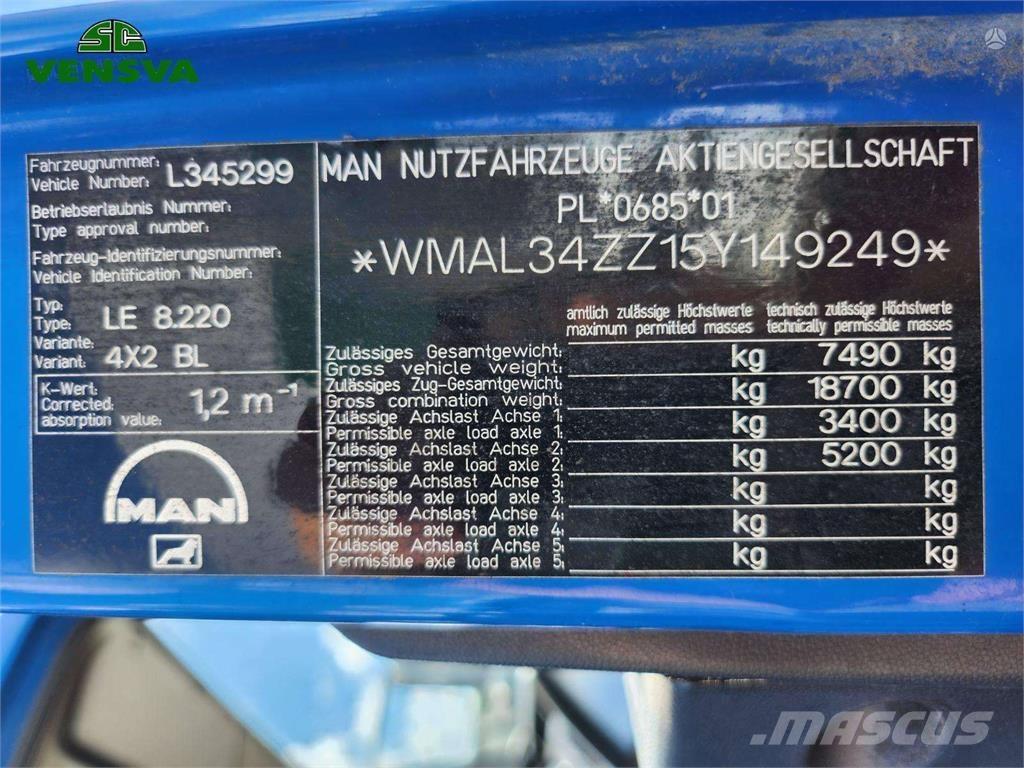 SC
VENSVA
Fahrzeugnummer:
Vehicle Number: L345299
Betriebserlaubnis Nummer:
Type approval number:
Fahrzeug-Identifizierungsnummer:
Vehicle Identification Number:
Typ:
Type: LE 8.220
Variante:
Variant: 4X2 BL
K-Wert:
Corrected
absorption value: 1,2 m⁻¹
MAN
MAN NUTZFAHRZEUGE AKTIENGESELLSCHAFT
PL*0685*01
*WMAL34ZZ15Y149249*
amtlich zulässige Höchstwerte technisch zulässige Höchstwerte
maximum permitted masses technically permissible masses
Zulässiges Gesamtgewicht:
Gross vehicle weight: kg 7490 kg
Zulässiges Zug-Gesamtgewicht:
Gross combination weight: kg 18700 kg
Zulässige Achslast Achse 1:
Permissible axle load axle 1: kg 3400 kg
Zulässige Achslast Achse 2:
Permissible axle load axle 2: kg 5200 kg
Zulässige Achslast Achse 3:
Permissible axle load axle 3: kg kg
Zulässige Achslast Achse 4:
Permissible axle load axle 4: kg kg
Zulässige Achslast Achse 5:
Permissible axle load axle 5: kg kg
MASCUS